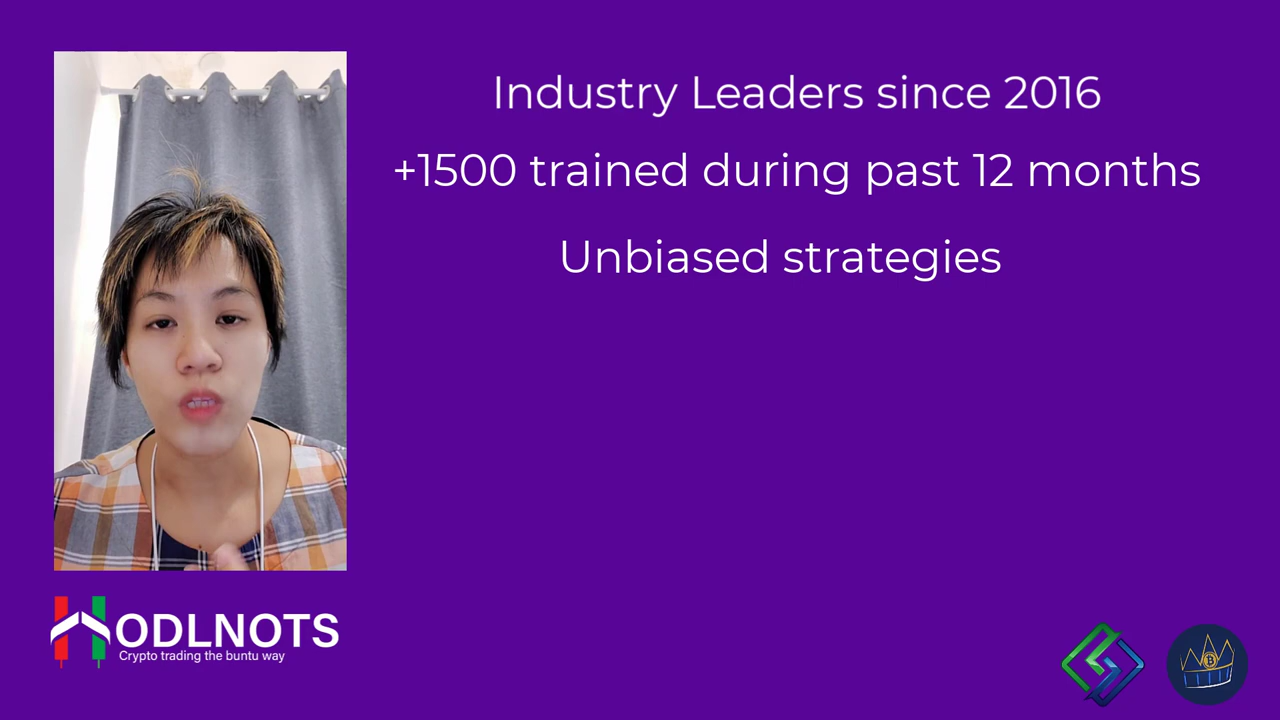 Industry Leaders since 2016
+1500 trained during past 12 months
Unbiased strategies
HODLNOTS
Crypto trading the buntu way